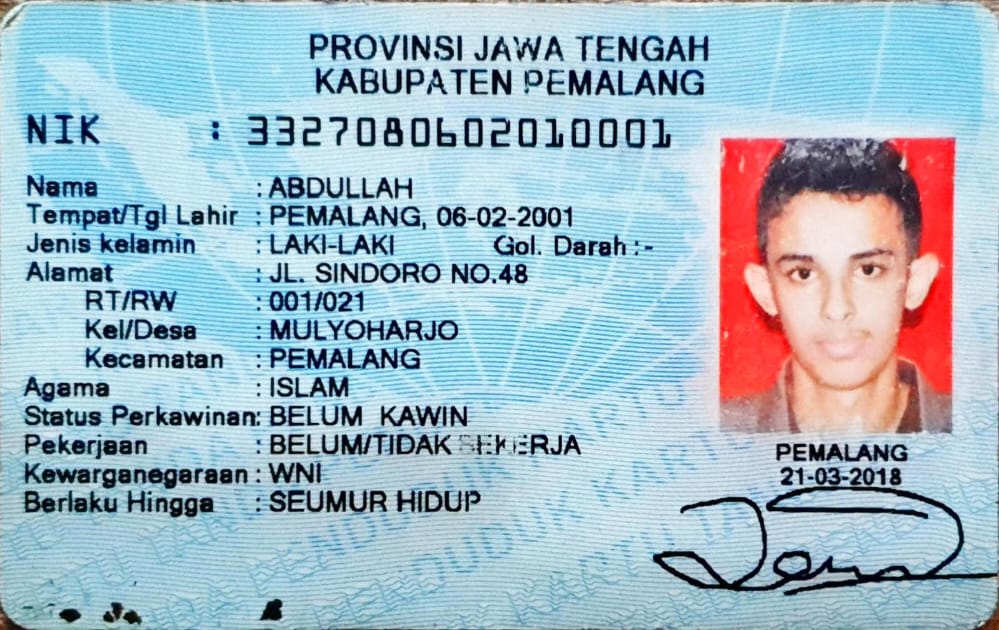 PROVINSI JAWA TENGAH
KABUPATEN PEMALANG
NIK : 3327080602010001
Nama : ABDULLAH
Tempat/Tgl Lahir : PEMALANG, 06-02-2001
Jenis kelamin : LAKI-LAKI Gol. Darah : -
Alamat : JL. SINDORO NO.48
RT/RW : 001/021
Kel/Desa : MULYOHARJO
Kecamatan : PEMALANG
Agama : ISLAM
Status Perkawinan: BELUM KAWIN
Pekerjaan : BELUM/TIDAK BEKERJA
Kewarganegaraan : WNI
Berlaku Hingga : SEUMUR HIDUP
PEMALANG
21-03-2018